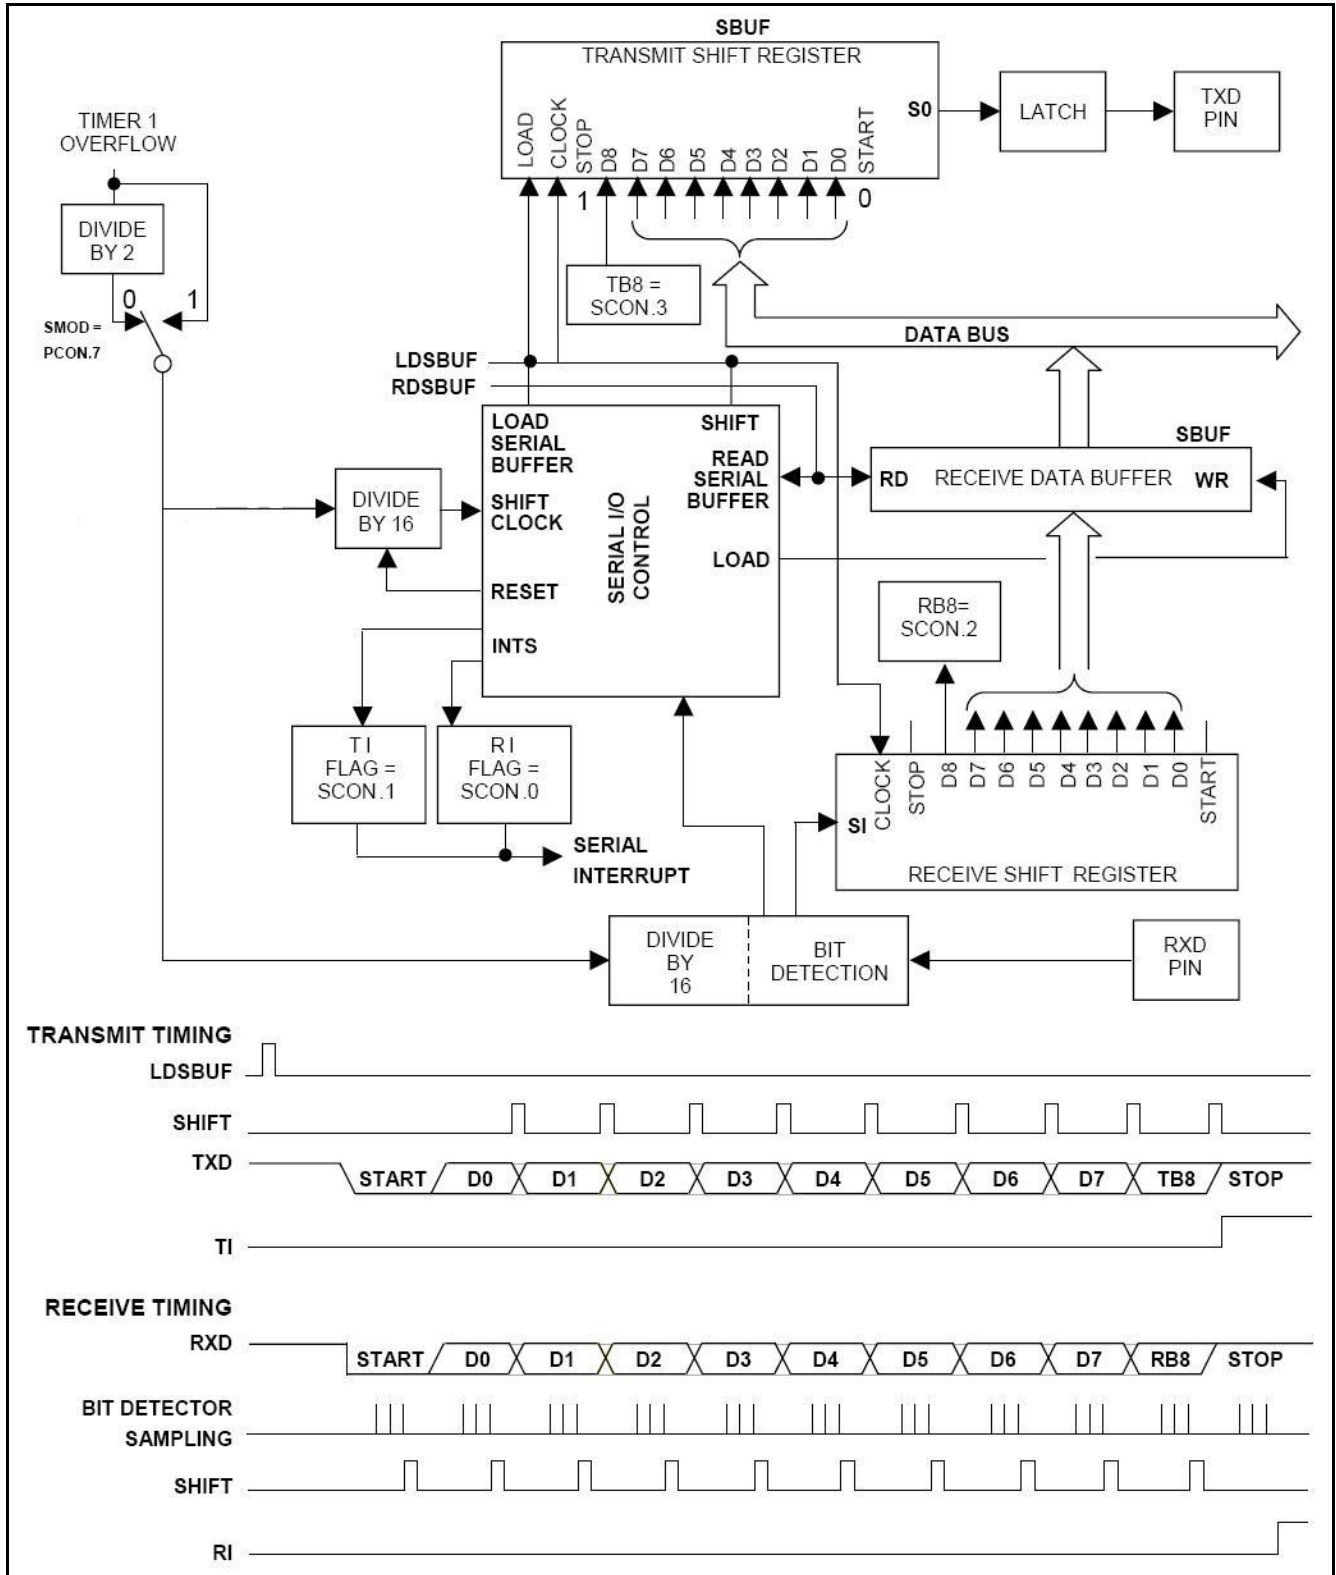 SBUF
TRANSMIT SHIFT REGISTER
LOAD
CLOCK
STOP
D8
D7
D6
D5
D4
D3
D2
D1
D0
START
S0
LATCH
TXD
PIN
TIMER 1
OVERFLOW
DIVIDE
BY 2
0
1
SMOD =
PCON.7
1
0
TB8 =
SCON.3
DATA BUS
LDSBUF
RDSBUF
LOAD
SERIAL
BUFFER
SHIFT
READ
SERIAL
BUFFER
SHIFT
CLOCK
SERIAL I/O
CONTROL
LOAD
RESET
INTS
DIVIDE
BY 16
SBUF
RD
RECEIVE DATA BUFFER
WR
RB8=
SCON.2
TI
FLAG =
SCON.1
RI
FLAG =
SCON.0
SERIAL
INTERRUPT
SI
CLOCK
STOP
D8
D7
D6
D5
D4
D3
D2
D1
D0
START
RECEIVE SHIFT REGISTER
DIVIDE
BY
16
BIT
DETECTION
RXD
PIN
TRANSMIT TIMING
LDSBUF
SHIFT
TXD
START D0 D1 D2 D3 D4 D5 D6 D7 TB8 STOP
TI
RECEIVE TIMING
RXD
START D0 D1 D2 D3 D4 D5 D6 D7 RB8 STOP
BIT DETECTOR
SAMPLING
SHIFT
RI